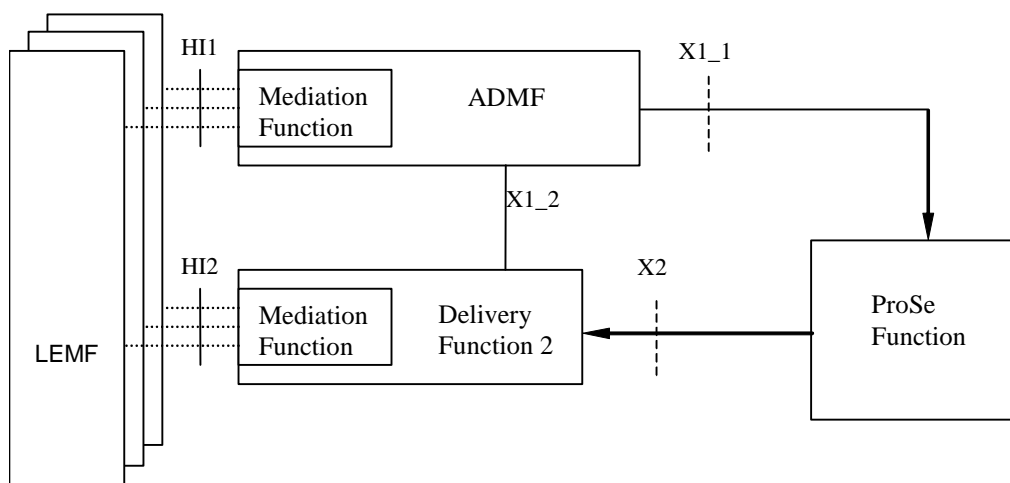 HI1
X1_1
Mediation
Function
ADMF
X1_2
HI2
X2
Mediation
Function
Delivery
Function 2
ProSe
Function
LEMF